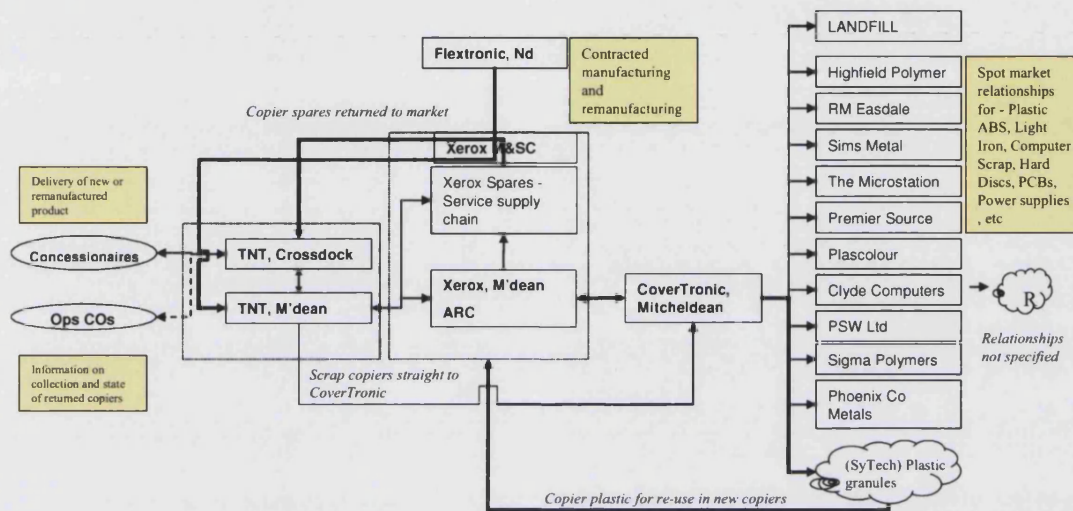 LANDFILL
Flextronic, Nd
Contracted
manufacturing
and
remanufacturing
Highfield Polymer
Spot market
relationships
for - Plastic
ABS, Light
Iron, Computer
Scrap, Hard
Discs, PCBs,
Power supplies
, etc
RM Easdale
Copier spares returned to market
Sims Metal
Xerox M&SC
Delivery of new or
remanufactured
product
Xerox Spares -
Service supply
chain
The Microstation
Premier Source
Concessionaires
TNT, Crossdock
Plascolour
Xerox, M'dean
ARC
CoverTronic,
Mitcheldean
Clyde Computers
R
TNT, M'dean
Ops COs
PSW Ltd
Relationships
not specified
Sigma Polymers
Information on
collection and state
of returned copiers
Scrap copiers straight to
CoverTronic
Phoenix Co
Metals
(SyTech) Plastic
granules
Copier plastic for re-use in new copiers